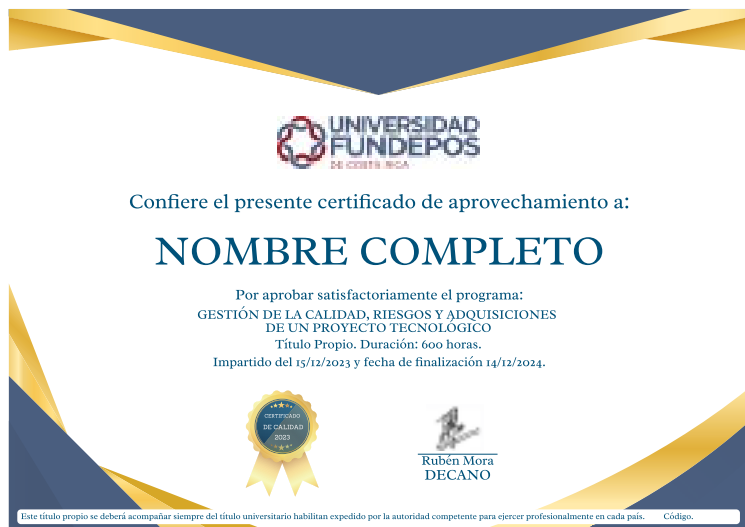 UNIVERSIDAD
FUNDEPOS
DE COSTA RICA
Confiere el presente certificado de aprovechamiento a:
NOMBRE COMPLETO
Por aprobar satisfactoriamente el programa:
GESTIÓN DE LA CALIDAD, RIESGOS Y ADQUISICIONES
DE UN PROYECTO TECNOLÓGICO
Título Propio. Duración: 600 horas.
Impartido del 15/12/2023 y fecha de finalización 14/12/2024.
CERTIFICADO
DE CALIDAD
2023
Rubén Mora
DECANO
Este título propio se deberá acompañar siempre del título universitario habilitan expedido por la autoridad competente para ejercer profesionalmente en cada país. Código.